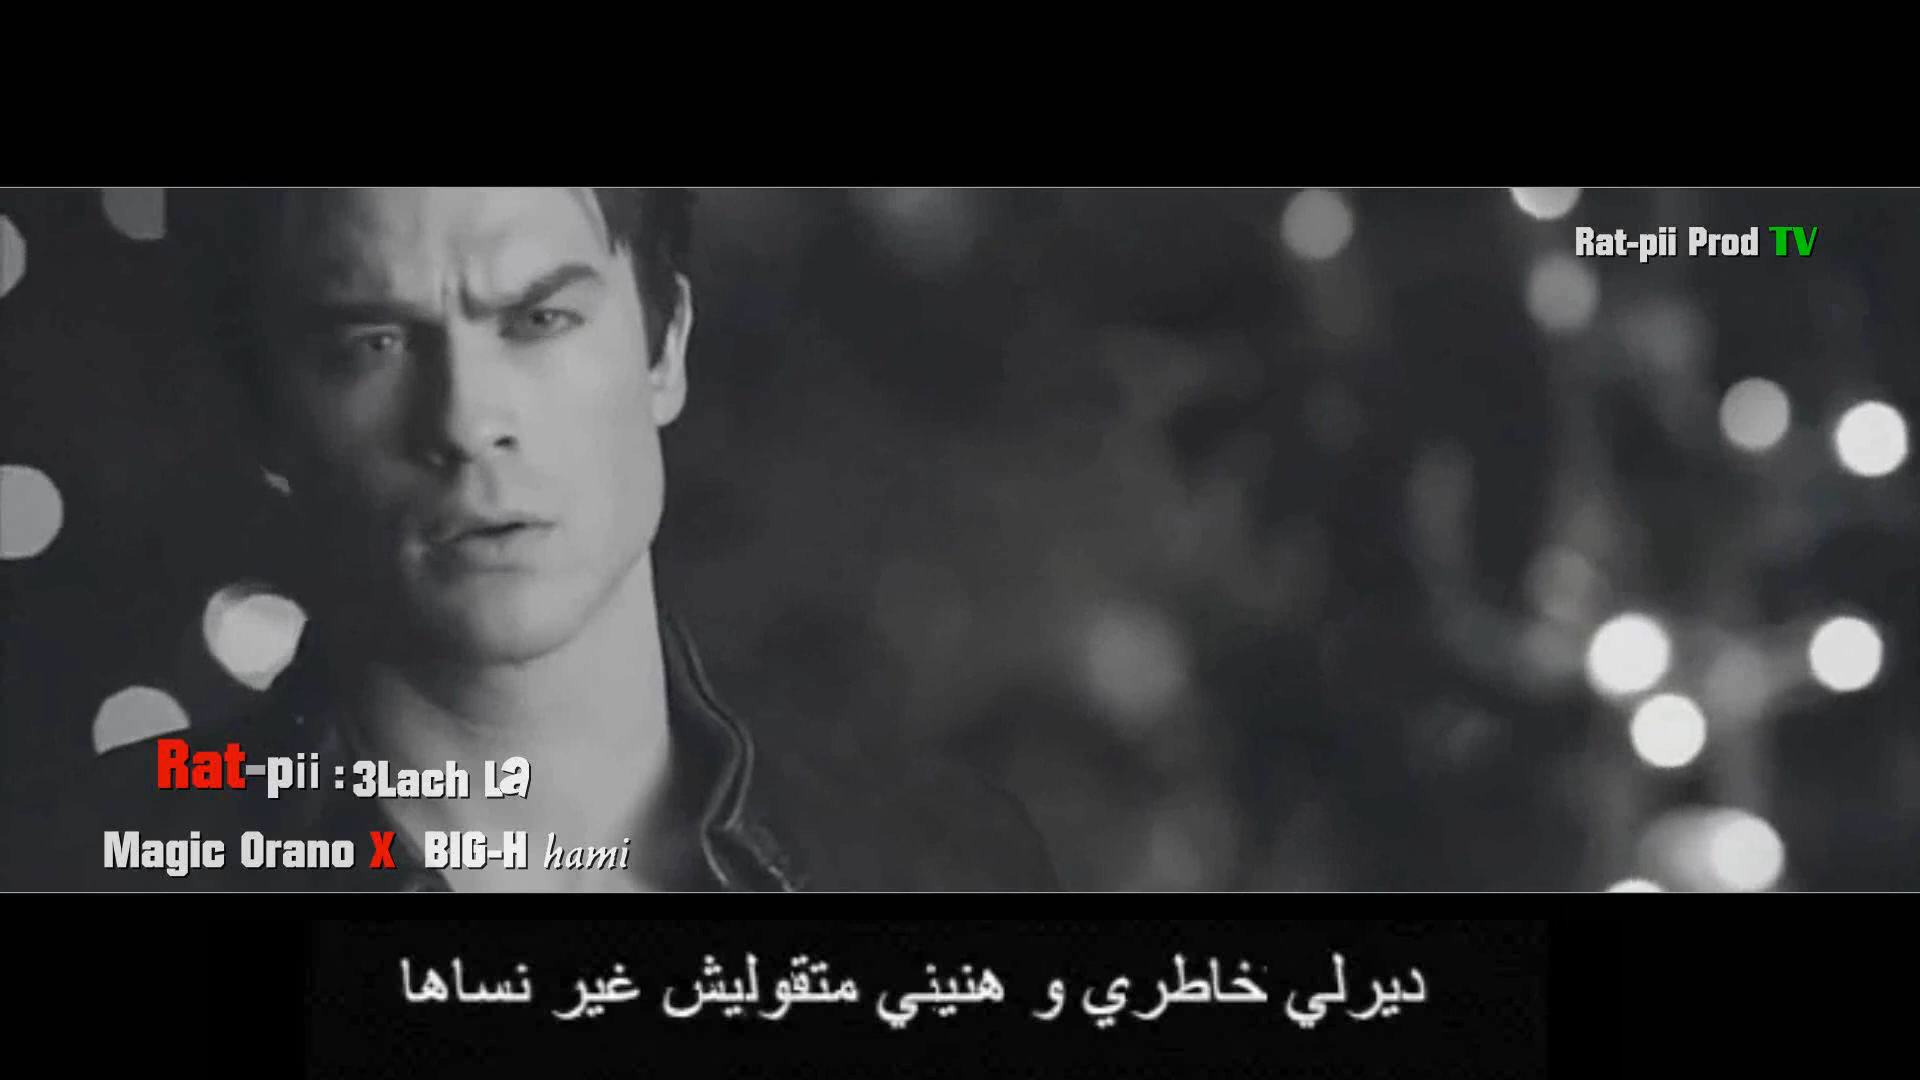 Rat-pii Prod TV
Rat-pii : 3Lach La
Magic Orano X BIG-H hami
ديرلي خاطري و هنيني متقوليش غير نساها